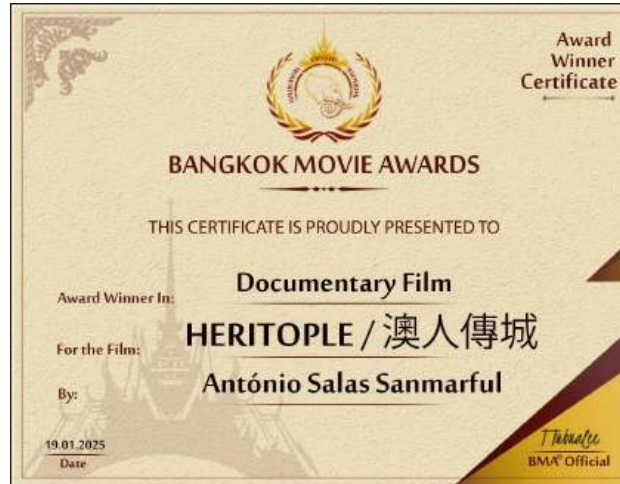 Award
Winner
Certificate
BANGKOK MOVIE AWARDS
THIS CERTIFICATE IS PROUDLY PRESENTED TO
Award Winner In: Documentary Film
For the Film: HERITOPLE / 澳人傳城
By: António Salas Sanmarful
19.01.2025
Date
BMA® Official